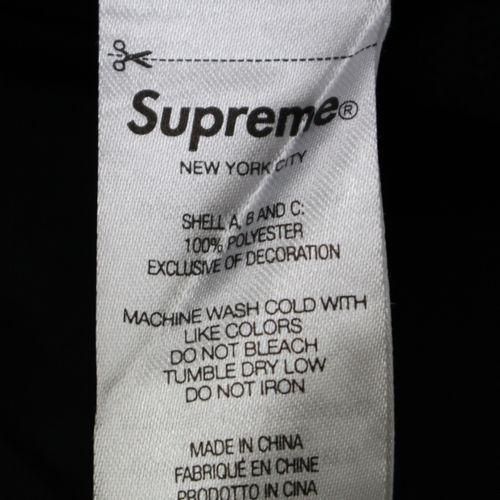 Supreme®
NEW YORK CITY
SHELL A, B AND C:
100% POLYESTER
EXCLUSIVE OF DECORATION
MACHINE WASH COLD WITH
LIKE COLORS
DO NOT BLEACH
TUMBLE DRY LOW
DO NOT IRON
MADE IN CHINA
FABRIQUÉ EN CHINE
PRODOTTO IN CINA